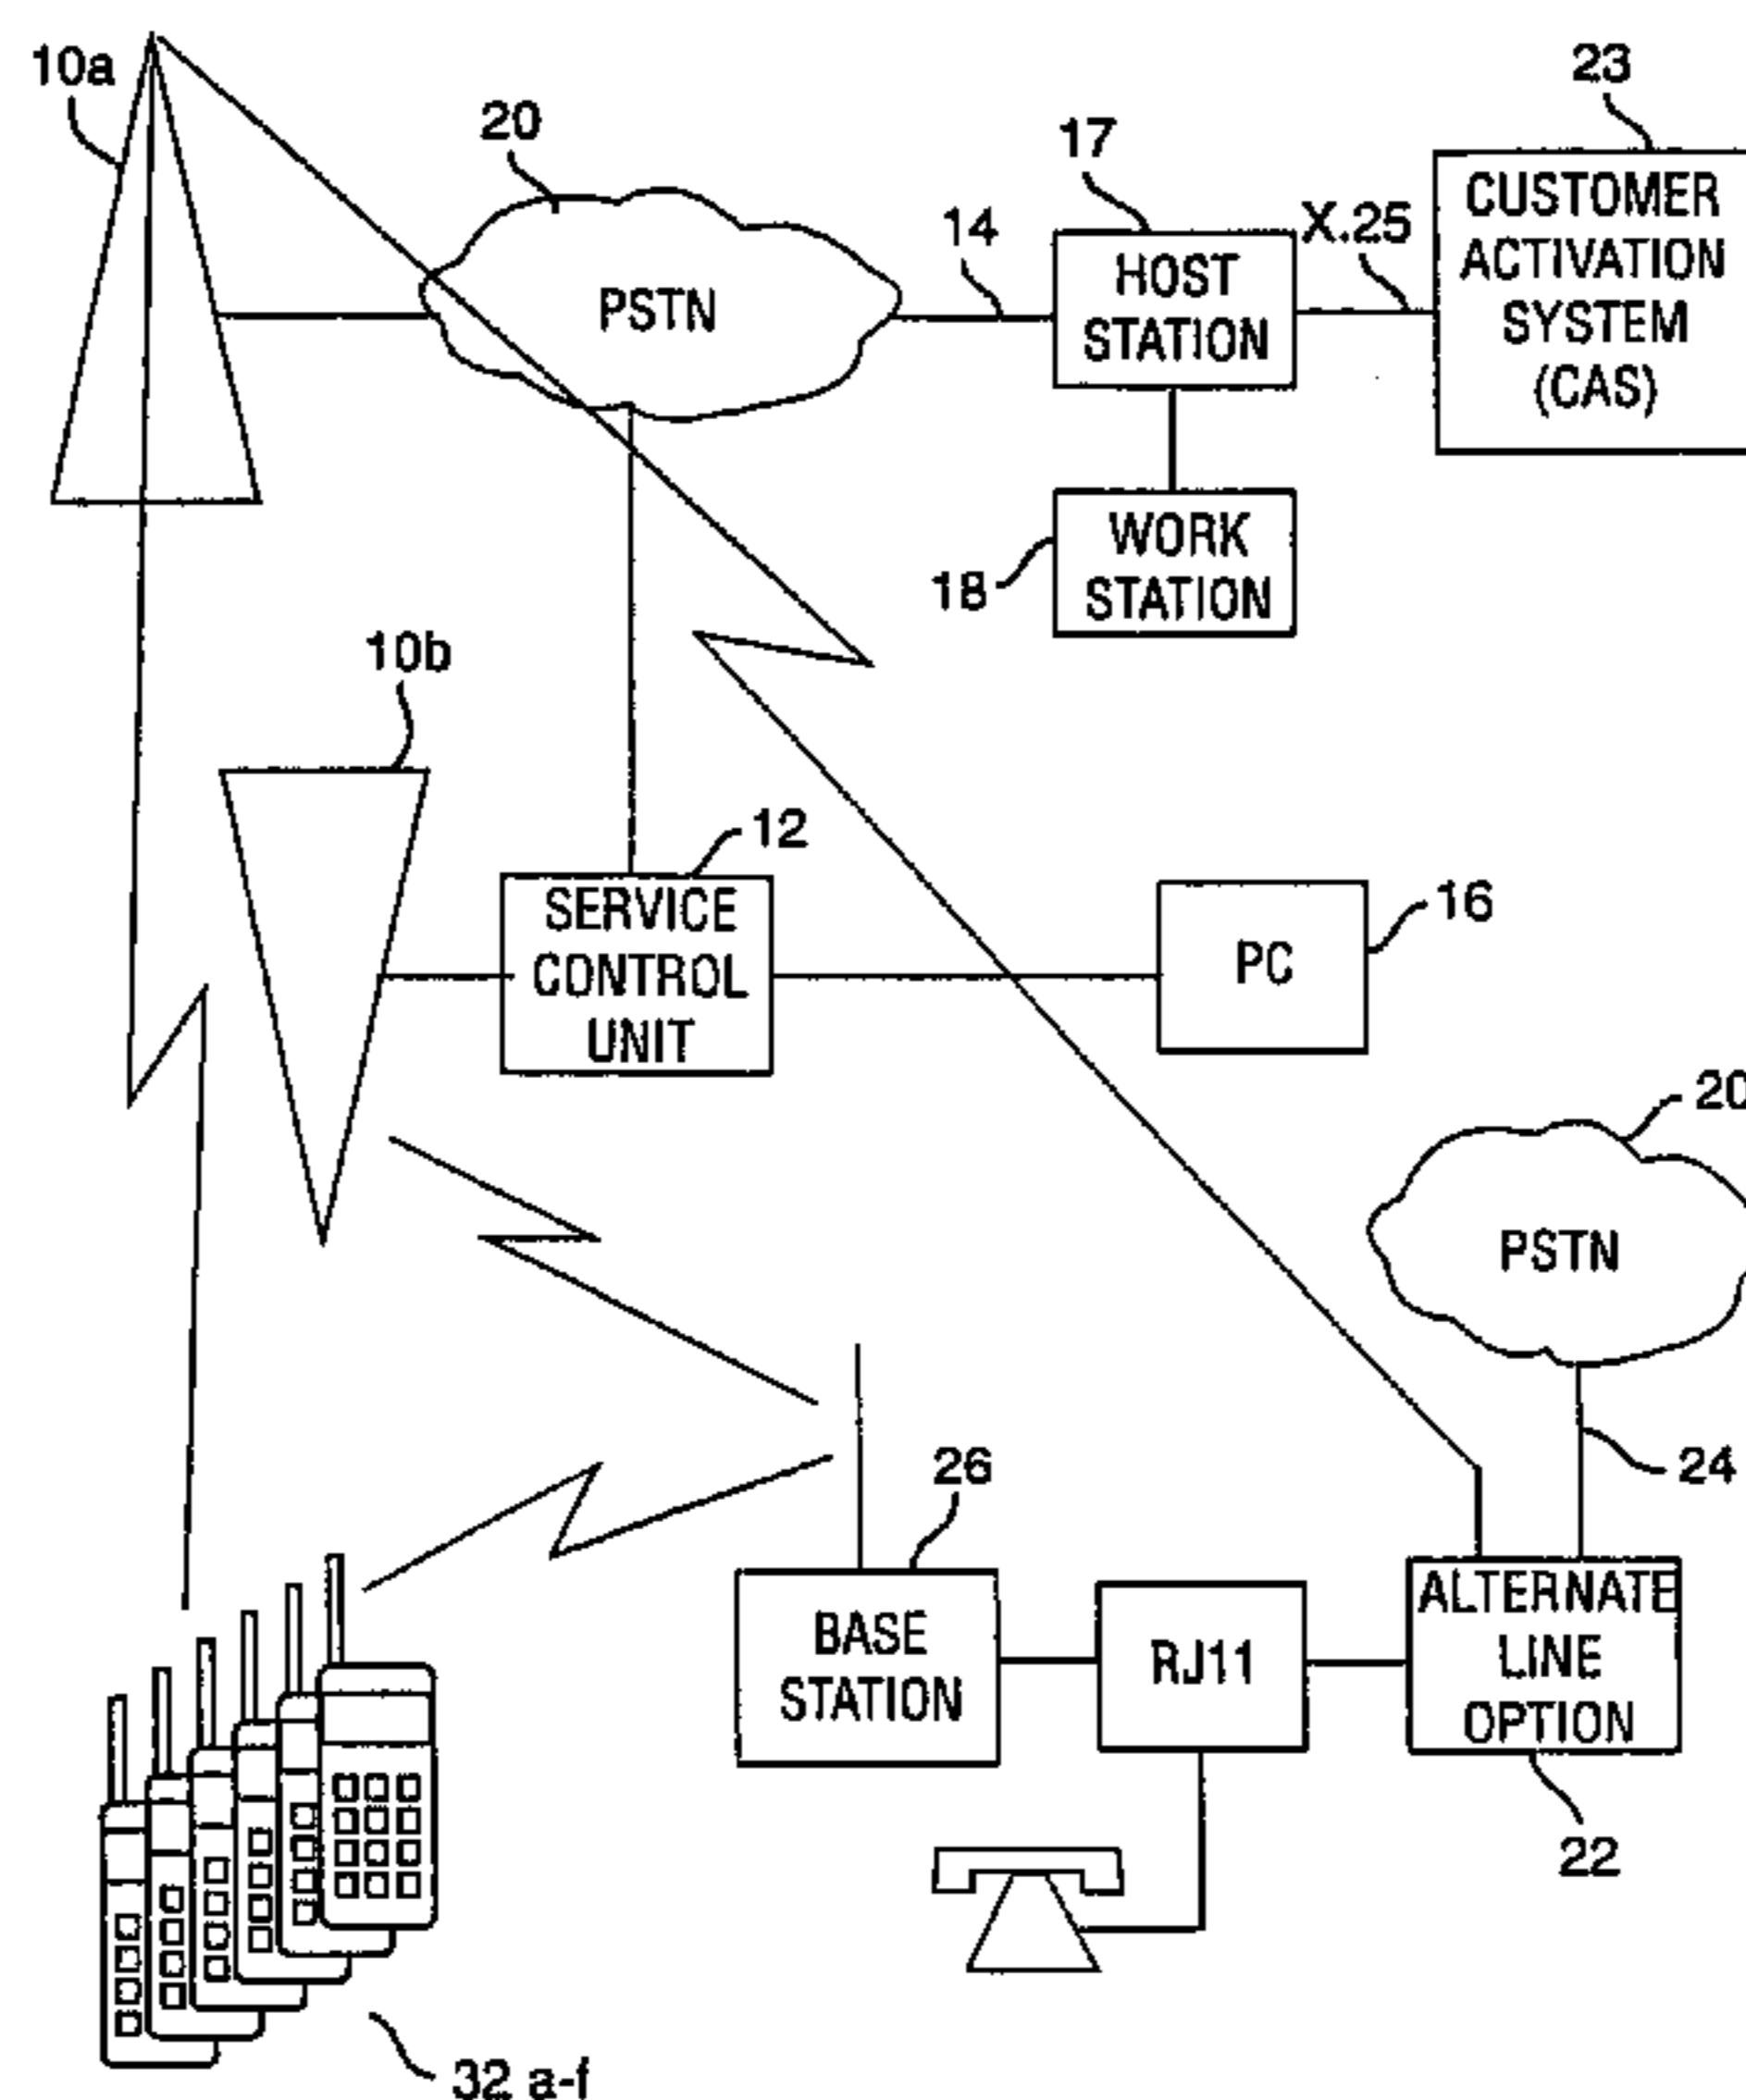 10a
20
17
23
CUSTOMER
ACTIVATION
SYSTEM
(CAS)
X.25
14
HOST
STATION
PSTN
WORK
STATION
18
10b
12
SERVICE
CONTROL
UNIT
PC
16
20
PSTN
24
26
BASE
STATION
RJ11
ALTERNATE
LINE
OPTION
22
32 a-f